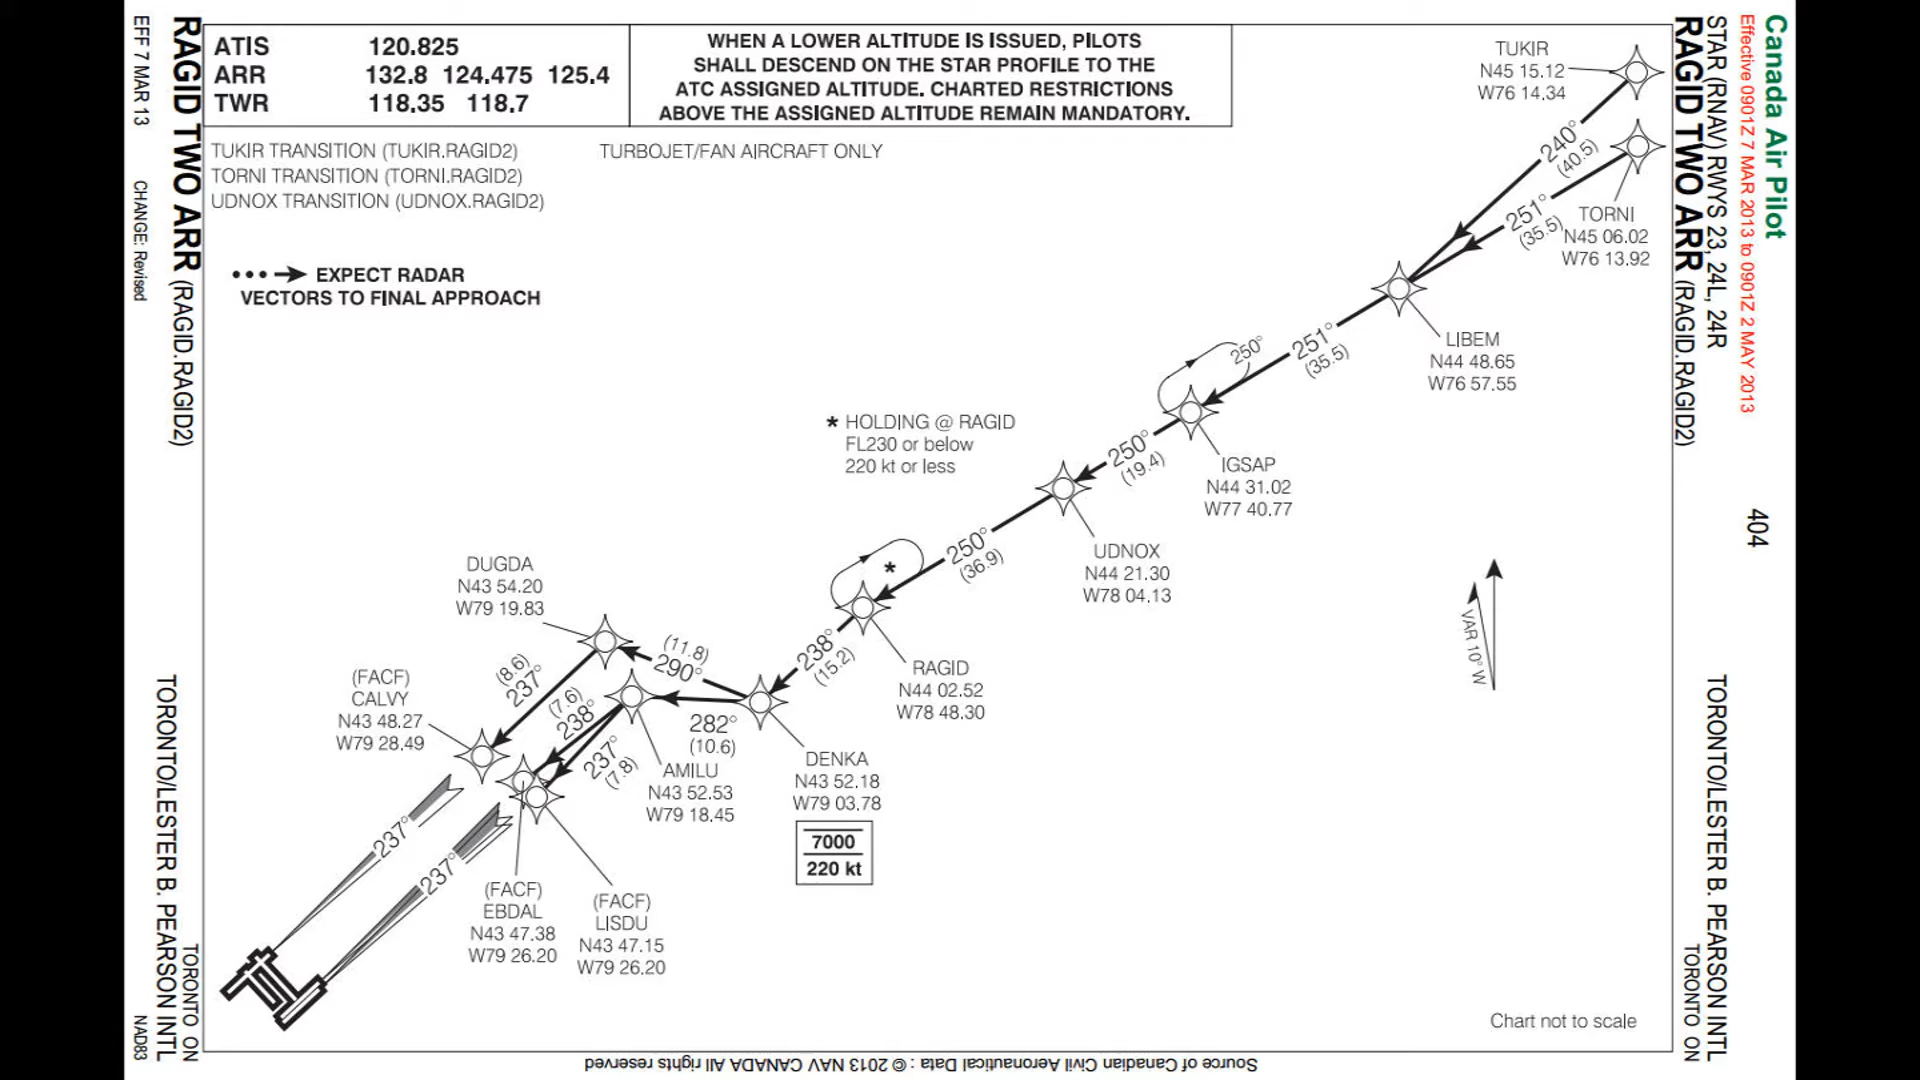 ATIS 120.825
ARR 132.8 124.475 125.4
TWR 118.35 118.7
WHEN A LOWER ALTITUDE IS ISSUED, PILOTS
SHALL DESCEND ON THE STAR PROFILE TO THE
ATC ASSIGNED ALTITUDE. CHARTED RESTRICTIONS
ABOVE THE ASSIGNED ALTITUDE REMAIN MANDATORY.
TUKIR TRANSITION (TUKIR.RAGID2)
TORNI TRANSITION (TORNI.RAGID2)
UDNOX TRANSITION (UDNOX.RAGID2)
TURBOJET/FAN AIRCRAFT ONLY
EXPECT RADAR
VECTORS TO FINAL APPROACH
TUKIR
N45 15.12
W76 14.34
240°
(40.5)
TORNI
N45 06.02
W76 13.92
251°
(35.5)
LIBEM
N44 48.65
W76 57.55
251°
(35.5)
250°
IGSAP
N44 31.02
W77 40.77
250°
(19.4)
* HOLDING @ RAGID
FL230 or below
220 kt or less
UDNOX
N44 21.30
W78 04.13
250°
(36.9)
*
RAGID
N44 02.52
W78 48.30
238°
(15.2)
DENKA
N43 52.18
W79 03.78
7000
220 kt
(11.8)
290°
DUGDA
N43 54.20
W79 19.83
(8.6)
237°
(FACF)
CALVY
N43 48.27
W79 28.49
282°
(10.6)
AMILU
N43 52.53
W79 18.45
(7.6)
238°
237°
(7.8)
(FACF)
EBDAL
N43 47.38
W79 26.20
(FACF)
LISDU
N43 47.15
W79 26.20
237°
237°
VAR 10° W
Chart not to scale
Canada Air Pilot
Effective 0901Z 7 MAR 2013 to 0901Z 2 MAY 2013
STAR (RNAV) RWYS 23, 24L, 24R
RAGID TWO ARR (RAGID.RAGID2)
404
TORONTO/LESTER B. PEARSON INTL
TORONTO ON
RAGID TWO ARR (RAGID.RAGID2)
EFF 7 MAR 13
CHANGE: Revised
TORONTO ON
TORONTO/LESTER B. PEARSON INTL
NAD83
Source of Canadian Civil Aeronautical Data : © 2013 NAV CANADA All rights reserved